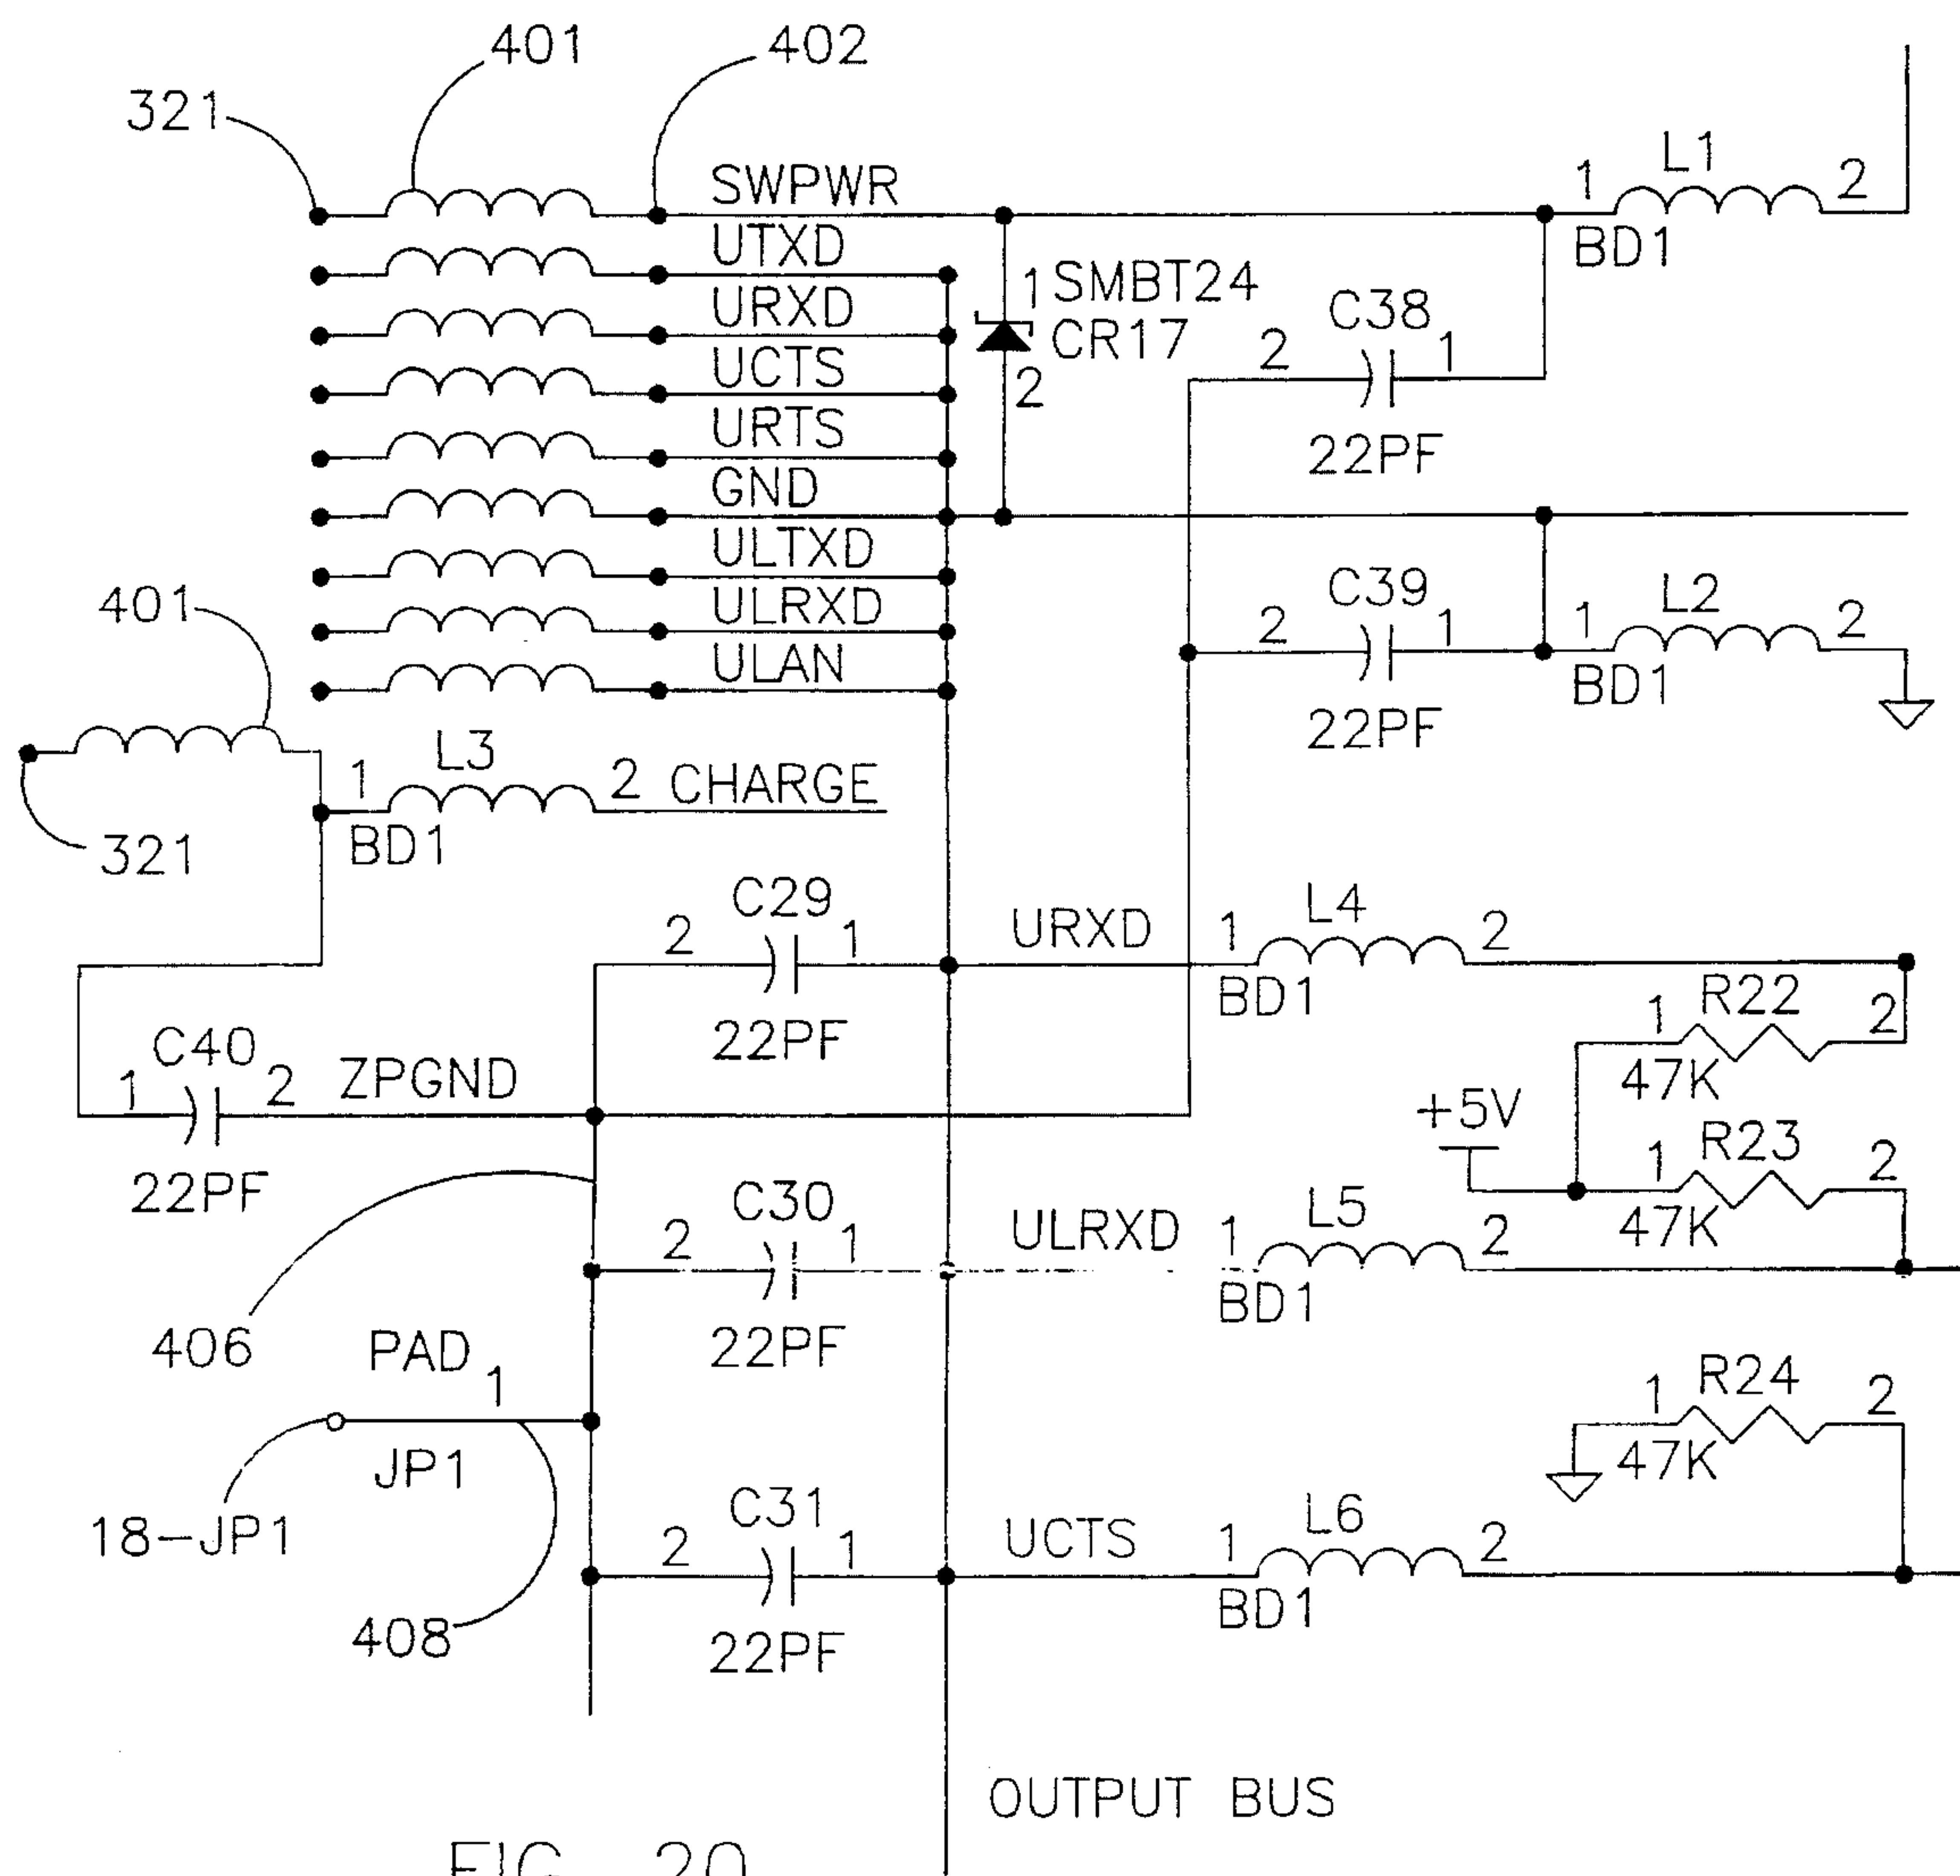 401
402
321
SWPWR
1 L1 2
BD1
UTXD
1 SMBT24
CR17
2
URXD
UCTS
URTS
GND
ULTXD
ULRXD
ULAN
2 C38 1
22PF
2 C39 1
22PF
1 L2 2
BD1
401
321
1 L3 2 CHARGE
BD1
2 C29 1
22PF
URXD
1 L4 2
BD1
1 R22 2
47K
1 C40 2 ZPGND
22PF
+5V
1 R23 2
47K
406
2 C30 1
22PF
ULRXD
1 L5 2
BD1
PAD 1
JP1
18-JP1
408
1 R24 2
47K
2 C31 1
22PF
UCTS
1 L6 2
BD1
OUTPUT BUS
FIG. 20